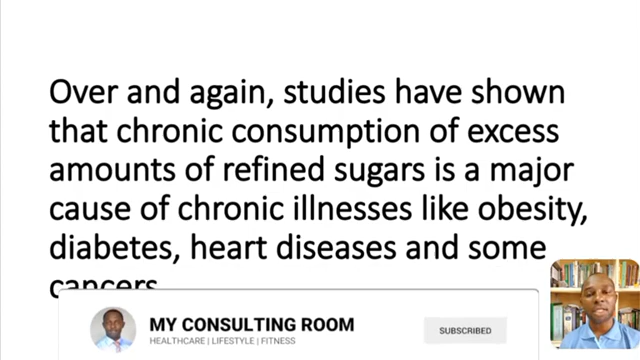 Over and again, studies have shown
that chronic consumption of excess
amounts of refined sugars is a major
cause of chronic illnesses like obesity,
diabetes, heart diseases and some
cancers
MY CONSULTING ROOM
HEALTHCARE | LIFESTYLE | FITNESS
SUBSCRIBED